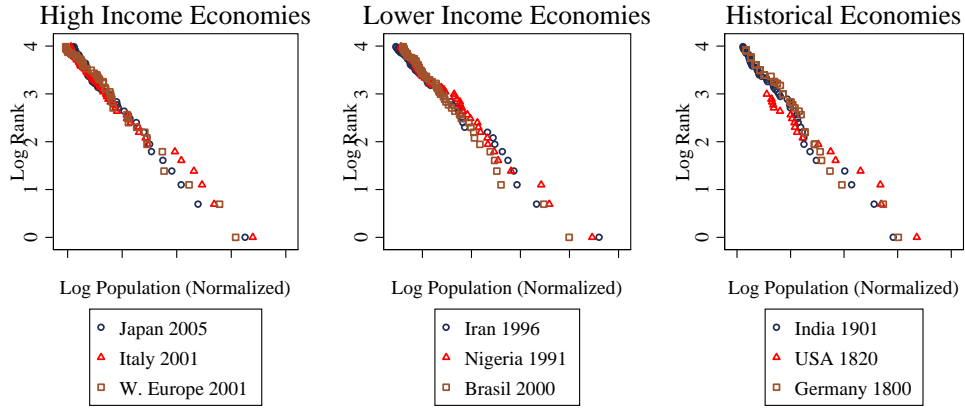 High Income Economies
Log Rank
0 1 2 3 4
Log Population (Normalized)
Japan 2005
Italy 2001
W. Europe 2001
Lower Income Economies
Log Rank
0 1 2 3 4
Log Population (Normalized)
Iran 1996
Nigeria 1991
Brasil 2000
Historical Economies
Log Rank
0 1 2 3 4
Log Population (Normalized)
India 1901
USA 1820
Germany 1800